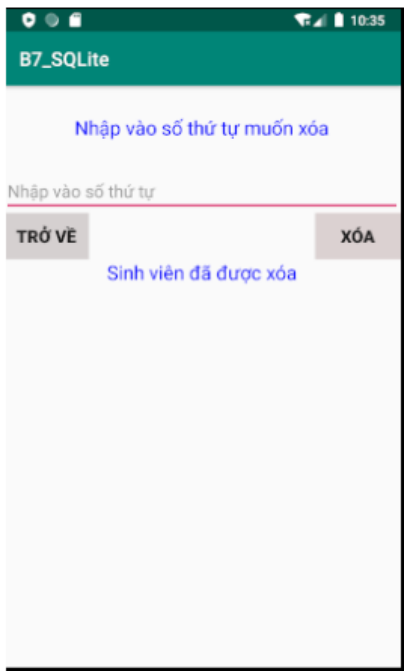 10:35
B7_SQLite
Nhập vào số thứ tự muốn xóa
Nhập vào số thứ tự
TRỞ VỀ XÓA
Sinh viên đã được xóa